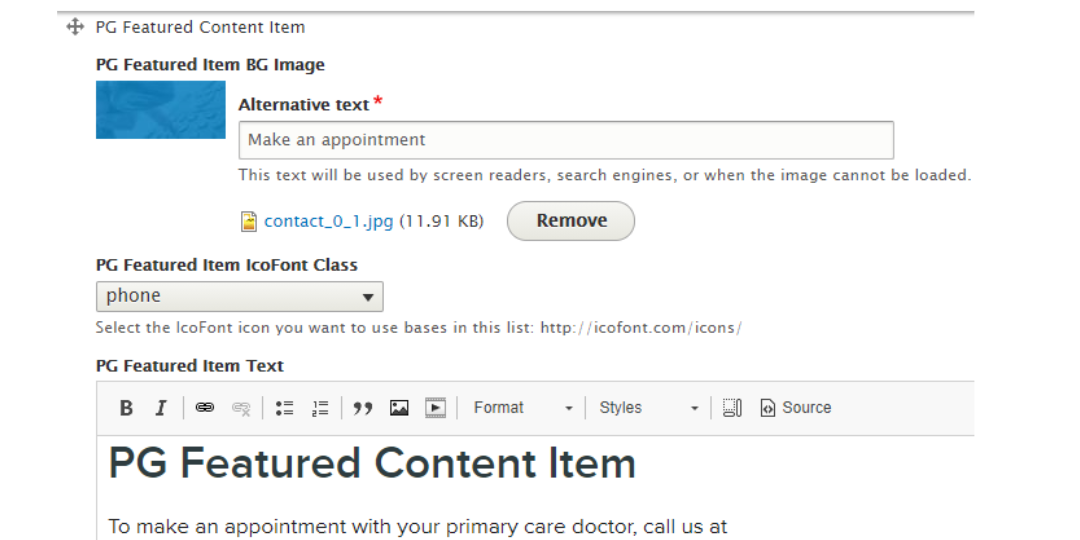 PG Featured Content Item
PG Featured Item BG Image
Alternative text *
Make an appointment
This text will be used by screen readers, search engines, or when the image cannot be loaded.
contact_0_1.jpg (11.91 KB) Remove
PG Featured Item IcoFont Class
phone
Select the IcoFont icon you want to use bases in this list: http://icofont.com/icons/
PG Featured Item Text
B I Format Styles Source
PG Featured Content Item
To make an appointment with your primary care doctor, call us at